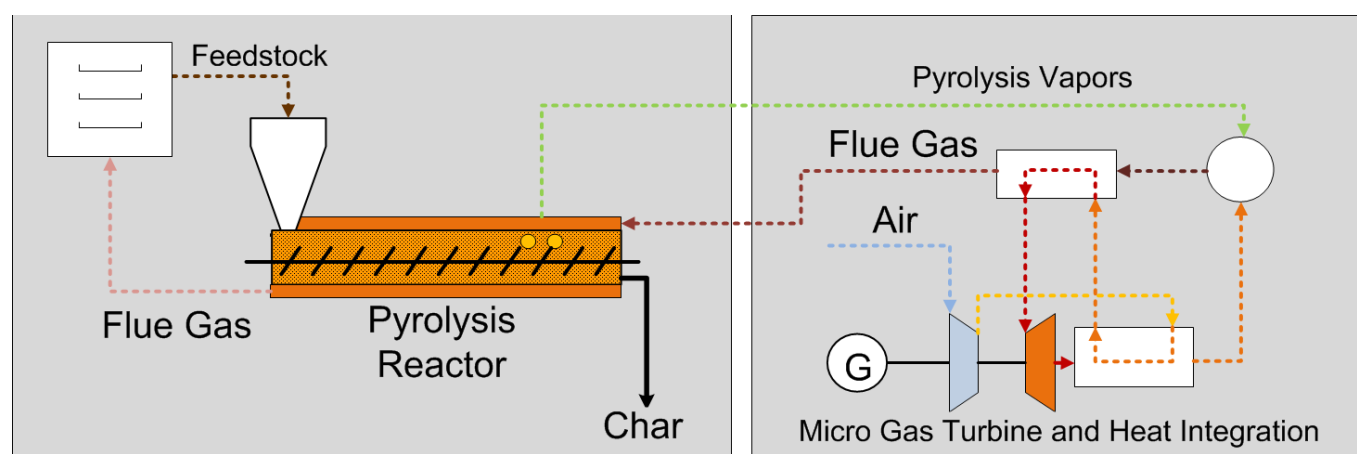 Feedstock
Flue Gas
Pyrolysis
Reactor
Char
Pyrolysis Vapors
Flue Gas
Air
G
Micro Gas Turbine and Heat Integration